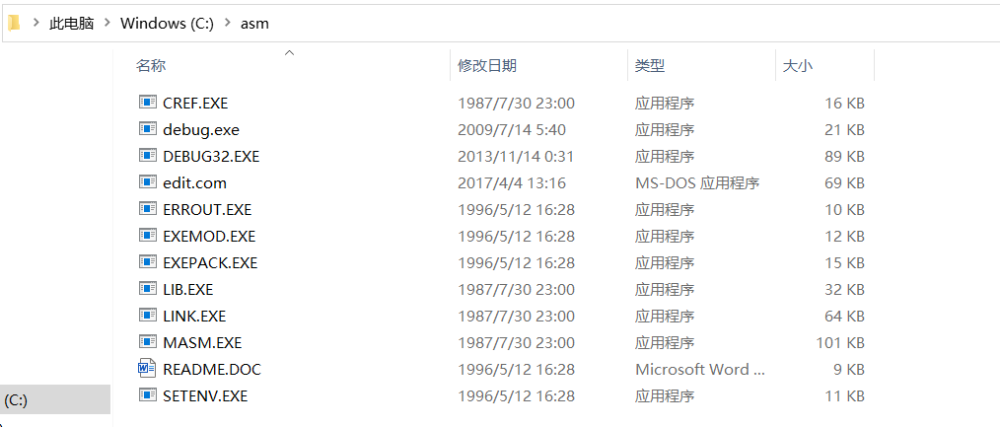 此电脑 > Windows (C:) > asm
名称 修改日期 类型 大小
CREF.EXE 1987/7/30 23:00 应用程序 16 KB
debug.exe 2009/7/14 5:40 应用程序 21 KB
DEBUG32.EXE 2013/11/14 0:31 应用程序 89 KB
edit.com 2017/4/4 13:16 MS-DOS 应用程序 69 KB
ERROUT.EXE 1996/5/12 16:28 应用程序 10 KB
EXEMOD.EXE 1996/5/12 16:28 应用程序 12 KB
EXEPACK.EXE 1996/5/12 16:28 应用程序 15 KB
LIB.EXE 1987/7/30 23:00 应用程序 32 KB
LINK.EXE 1987/7/30 23:00 应用程序 64 KB
MASM.EXE 1987/7/30 23:00 应用程序 101 KB
README.DOC 1996/5/12 16:28 Microsoft Word ... 9 KB
(C:) SETENV.EXE 1996/5/12 16:28 应用程序 11 KB